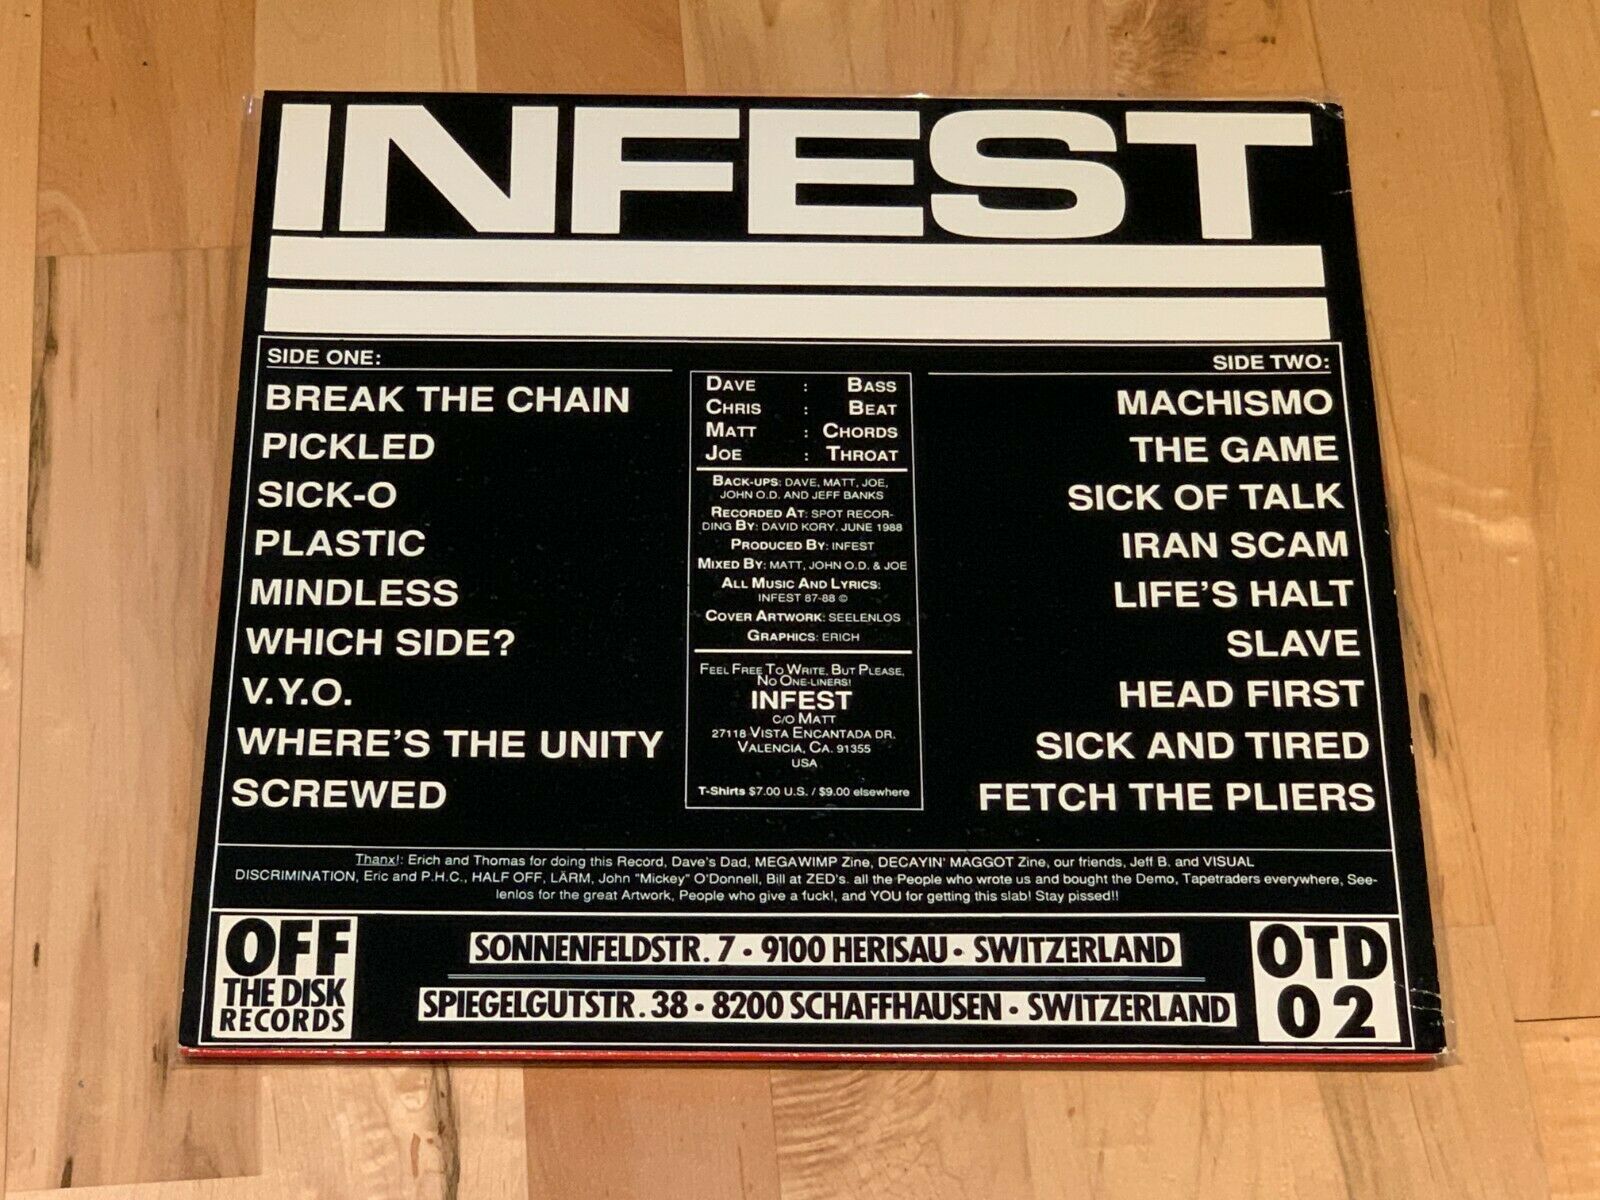 INFEST
SIDE ONE:
BREAK THE CHAIN
PICKLED
SICK-O
PLASTIC
MINDLESS
WHICH SIDE?
V.Y.O.
WHERE'S THE UNITY
SCREWED
DAVE : BASS
CHRIS : BEAT
MATT : CHORDS
JOE : THROAT
BACK-UPS: DAVE, MATT, JOE,
JOHN O.D. AND JEFF BANKS
RECORDED AT: SPOT RECOR-
DING BY: DAVID KORY. JUNE 1988
PRODUCED BY: INFEST
MIXED BY: MATT, JOHN O.D. & JOE
ALL MUSIC AND LYRICS:
INFEST 87-88 ©
COVER ARTWORK: SEELENLOS
GRAPHICS: ERICH
FEEL FREE TO WRITE, BUT PLEASE,
NO ONE-LINERS!
INFEST
C/O MATT
27118 VISTA ENCANTADA DR.
VALENCIA, CA. 91355
USA
T-Shirts $7.00 U.S. / $9.00 elsewhere
SIDE TWO:
MACHISMO
THE GAME
SICK OF TALK
IRAN SCAM
LIFE'S HALT
SLAVE
HEAD FIRST
SICK AND TIRED
FETCH THE PLIERS
Thanx!: Erich and Thomas for doing this Record, Dave's Dad, MEGAWIMP Zine, DECAYIN' MAGGOT Zine, our friends, Jeff B. and VISUAL
DISCRIMINATION, Eric and P.H.C., HALF OFF, LÄRM, John "Mickey" O'Donnell, Bill at ZED's. all the People who wrote us and bought the Demo, Tapetraders everywhere, See-
lenlos for the great Artwork, People who give a fuck!, and YOU for getting this slab! Stay pissed!!
OFF
THE DISK
RECORDS
SONNENFELDSTR. 7 • 9100 HERISAU • SWITZERLAND
SPIEGELGUTSTR. 38 • 8200 SCHAFFHAUSEN • SWITZERLAND
OTD
02